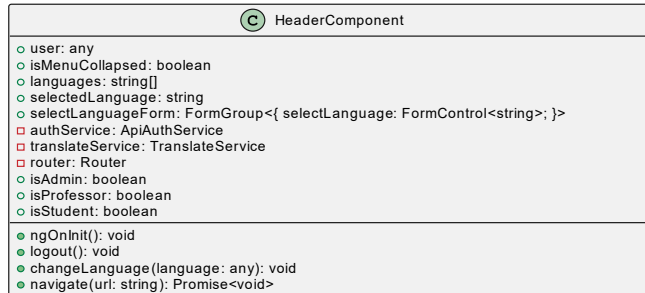 C HeaderComponent
user: any
isMenuCollapsed: boolean
languages: string[]
selectedLanguage: string
selectLanguageForm: FormGroup<{ selectLanguage: FormControl<string>; }>
authService: ApiAuthService
translateService: TranslateService
router: Router
isAdmin: boolean
isProfessor: boolean
isStudent: boolean
ngOnInit(): void
logout(): void
changeLanguage(language: any): void
navigate(url: string): Promise<void>